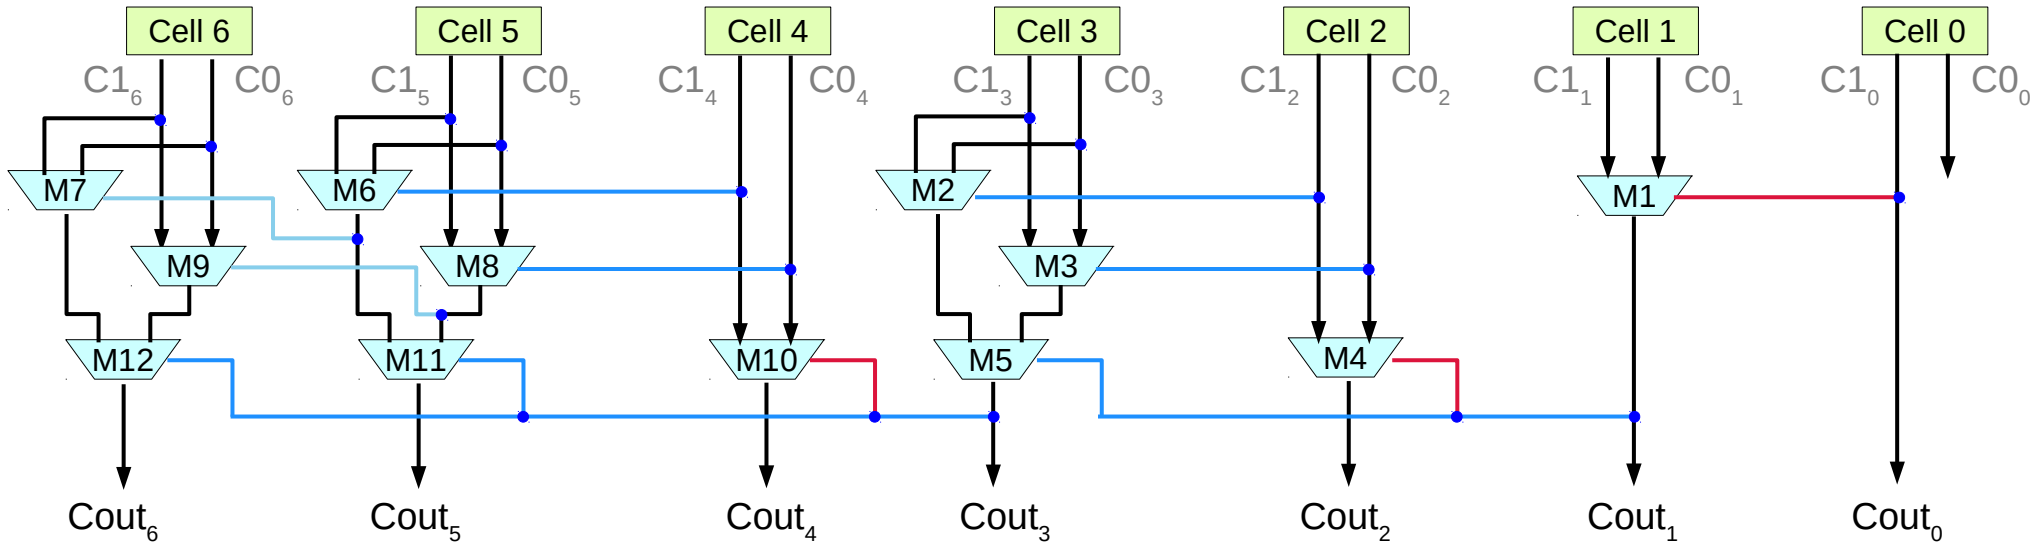 Cell 6 Cell 5 Cell 4 Cell 3 Cell 2 Cell 1 Cell 0
C1₆ C0₆ C1₅ C0₅ C1₄ C0₄ C1₃ C0₃ C1₂ C0₂ C1₁ C0₁ C1₀ C0₀
M7 M6 M2 M1
M9 M8 M3
M12 M11 M10 M5 M4
Cout₆ Cout₅ Cout₄ Cout₃ Cout₂ Cout₁ Cout₀